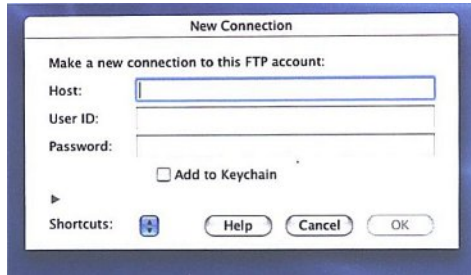 New Connection
Make a new connection to this FTP account:
Host:
User ID:
Password:
Add to Keychain
Shortcuts:
Help
Cancel
OK